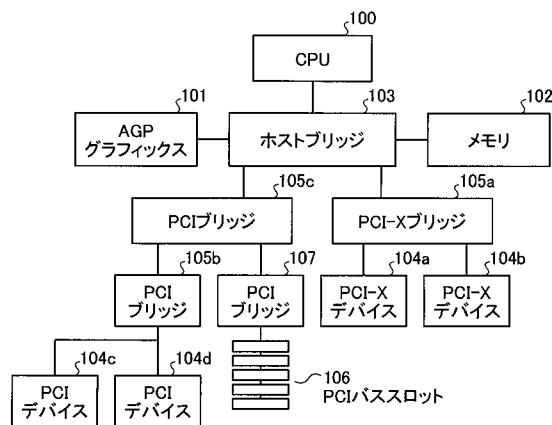 100
CPU
101
103
102
AGP
グラフィックス
ホストブリッジ
メモリ
105c
105a
PCIブリッジ
PCI-Xブリッジ
105b
107
104a
104b
PCI
ブリッジ
PCI
ブリッジ
PCI-X
デバイス
PCI-X
デバイス
104c
104d
PCI
デバイス
PCI
デバイス
106
PCIバススロット